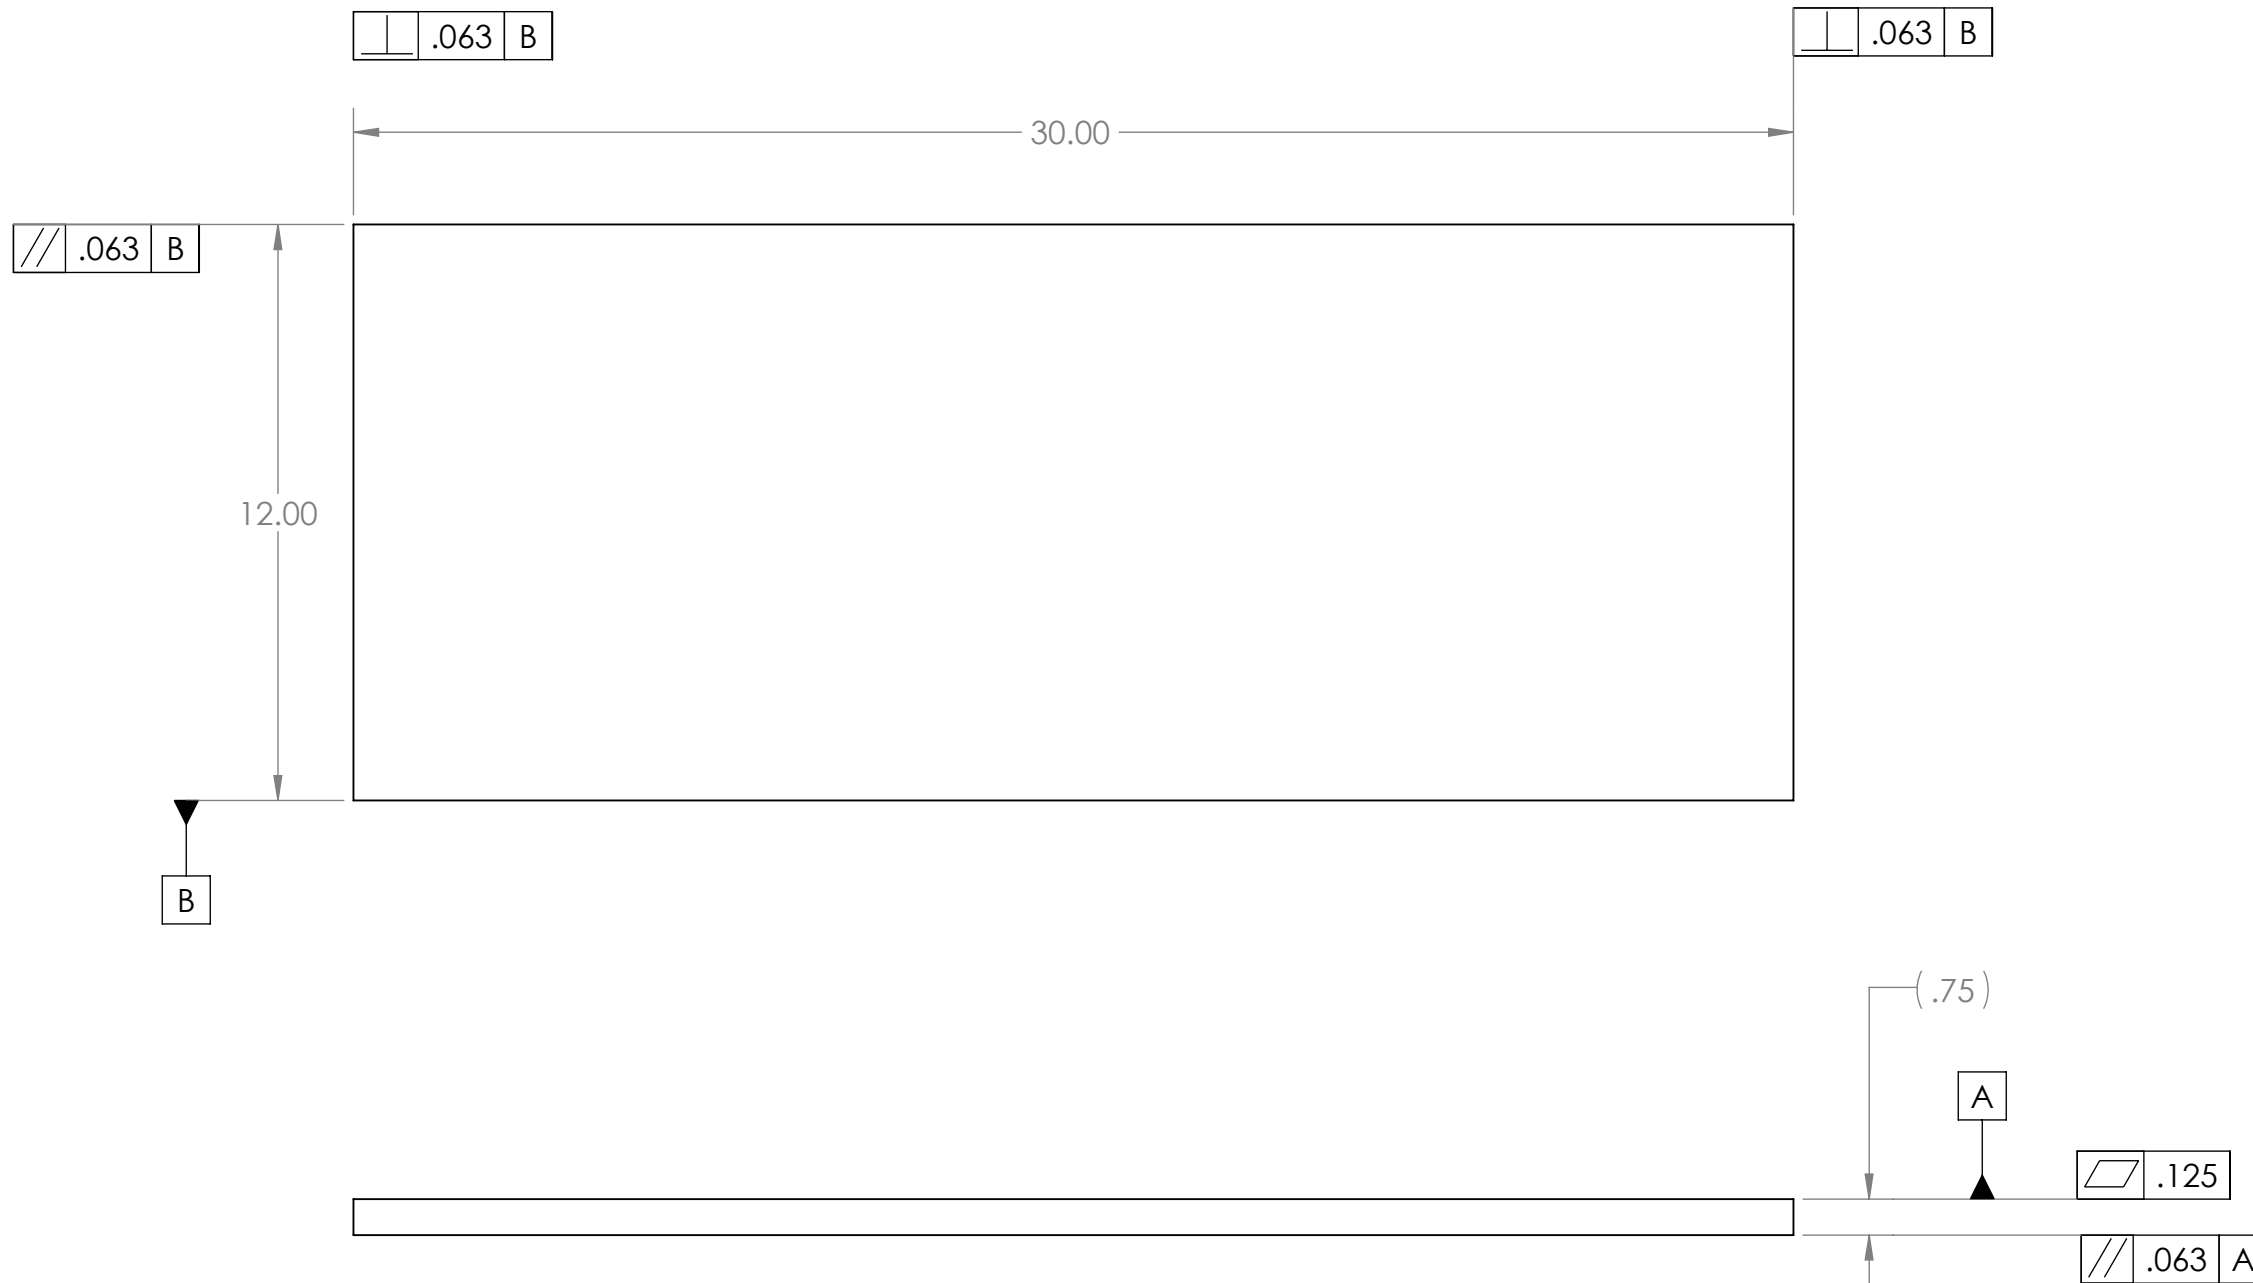 ⊥ .063 B
⊥ .063 B
30.00
// .063 B
12.00
B
(.75)
A
⏥ .125
// .063 A